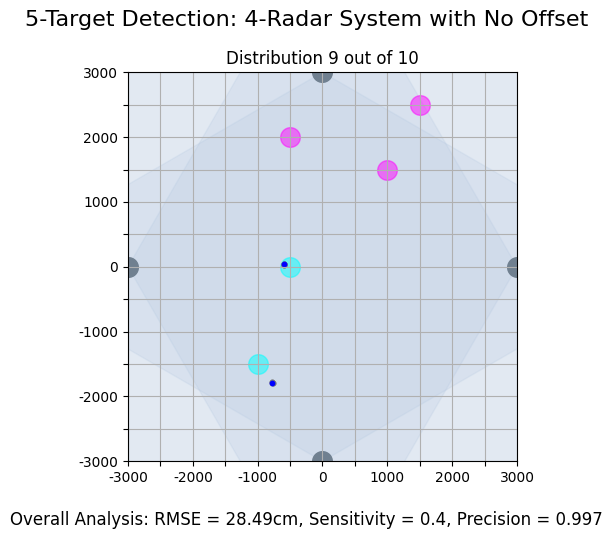 5-Target Detection: 4-Radar System with No Offset
Distribution 9 out of 10
3000
2000
1000
0
-1000
-2000
-3000
-3000 -2000 -1000 0 1000 2000 3000
Overall Analysis: RMSE = 28.49cm, Sensitivity = 0.4, Precision = 0.997